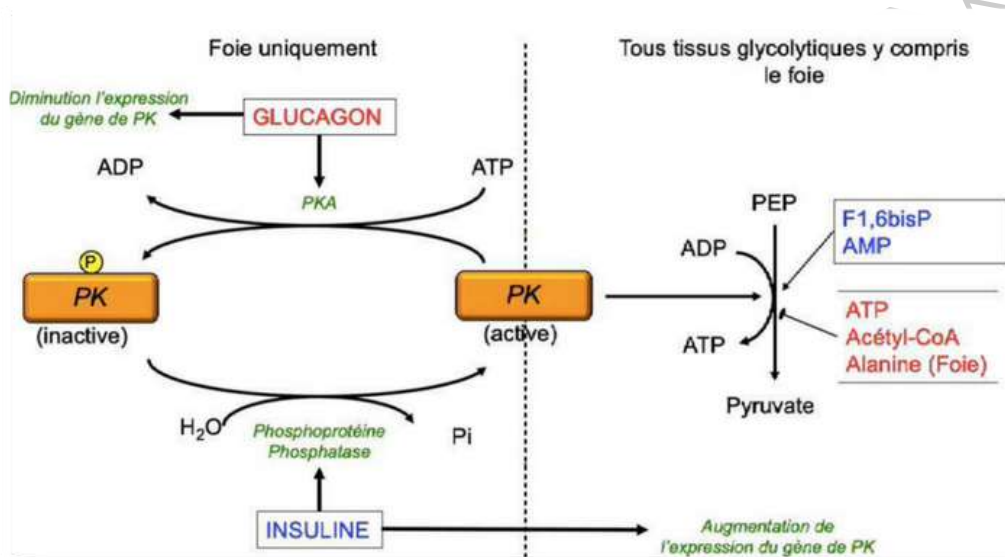 Foie uniquement
Tous tissus glycolytiques y compris
le foie
Diminution l'expression
du gène de PK
GLUCAGON
ADP
ATP
PKA
PEP
F1,6bisP
AMP
ADP
P
PK
(inactive)
PK
(active)
ATP
ATP
Acétyl-CoA
Alanine (Foie)
Pyruvate
H₂O
Phosphoprotéine
Phosphatase
Pi
INSULINE
Augmentation de
l'expression du gène de PK